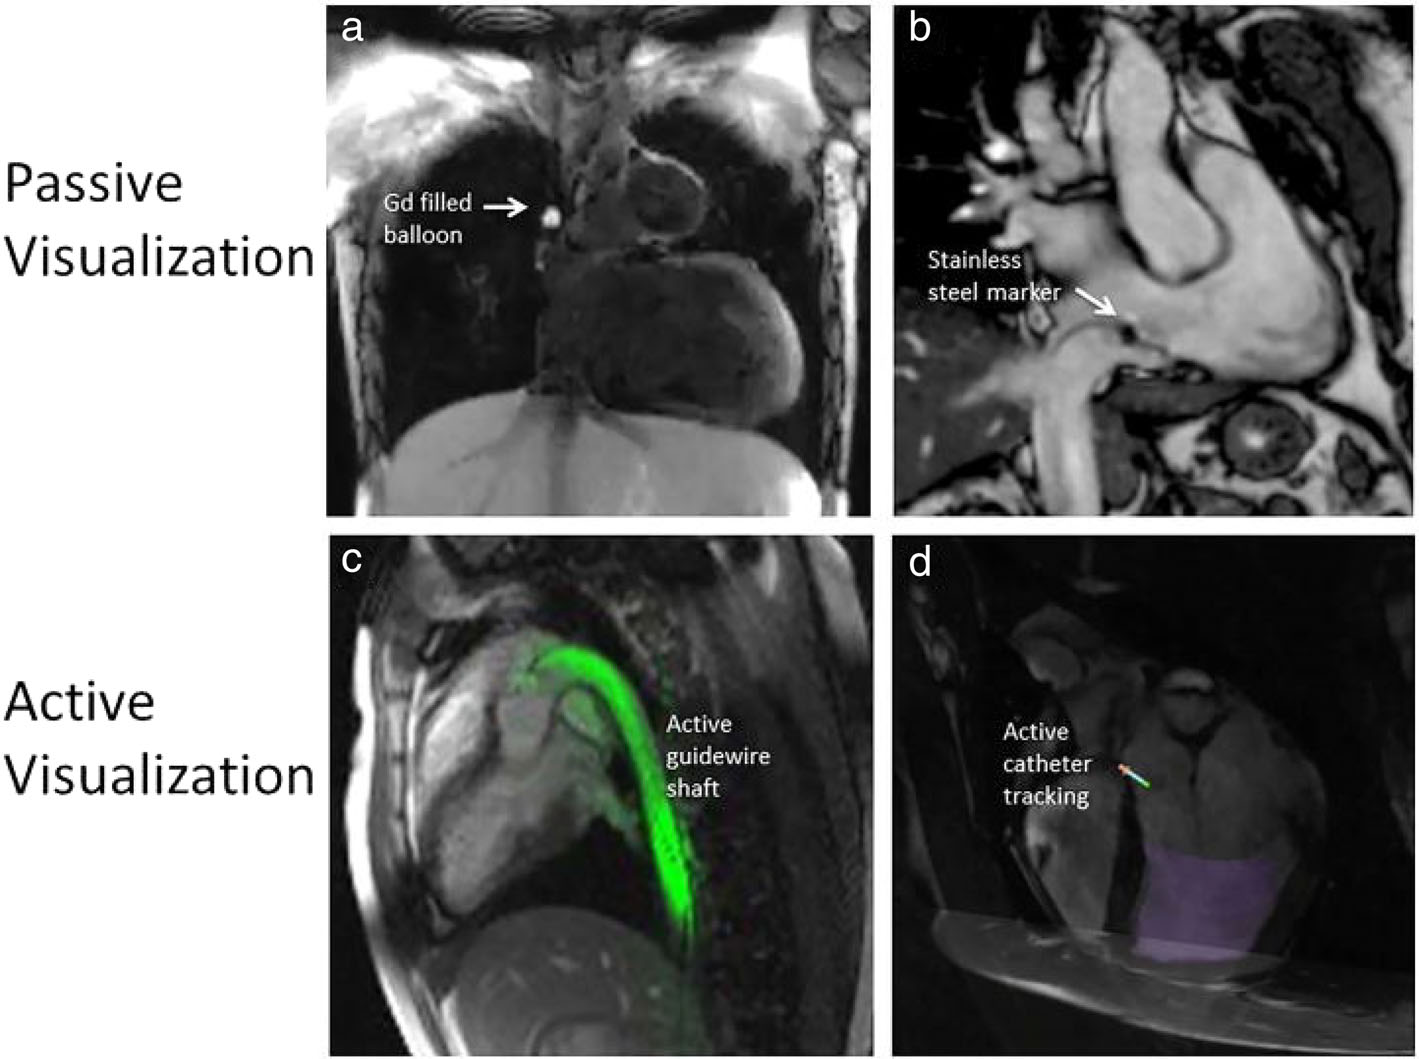 Passive
Visualization
a
Gd filled
balloon
b
Stainless
steel marker
Active
Visualization
c
Active
guidewire
shaft
d
Active
catheter
tracking